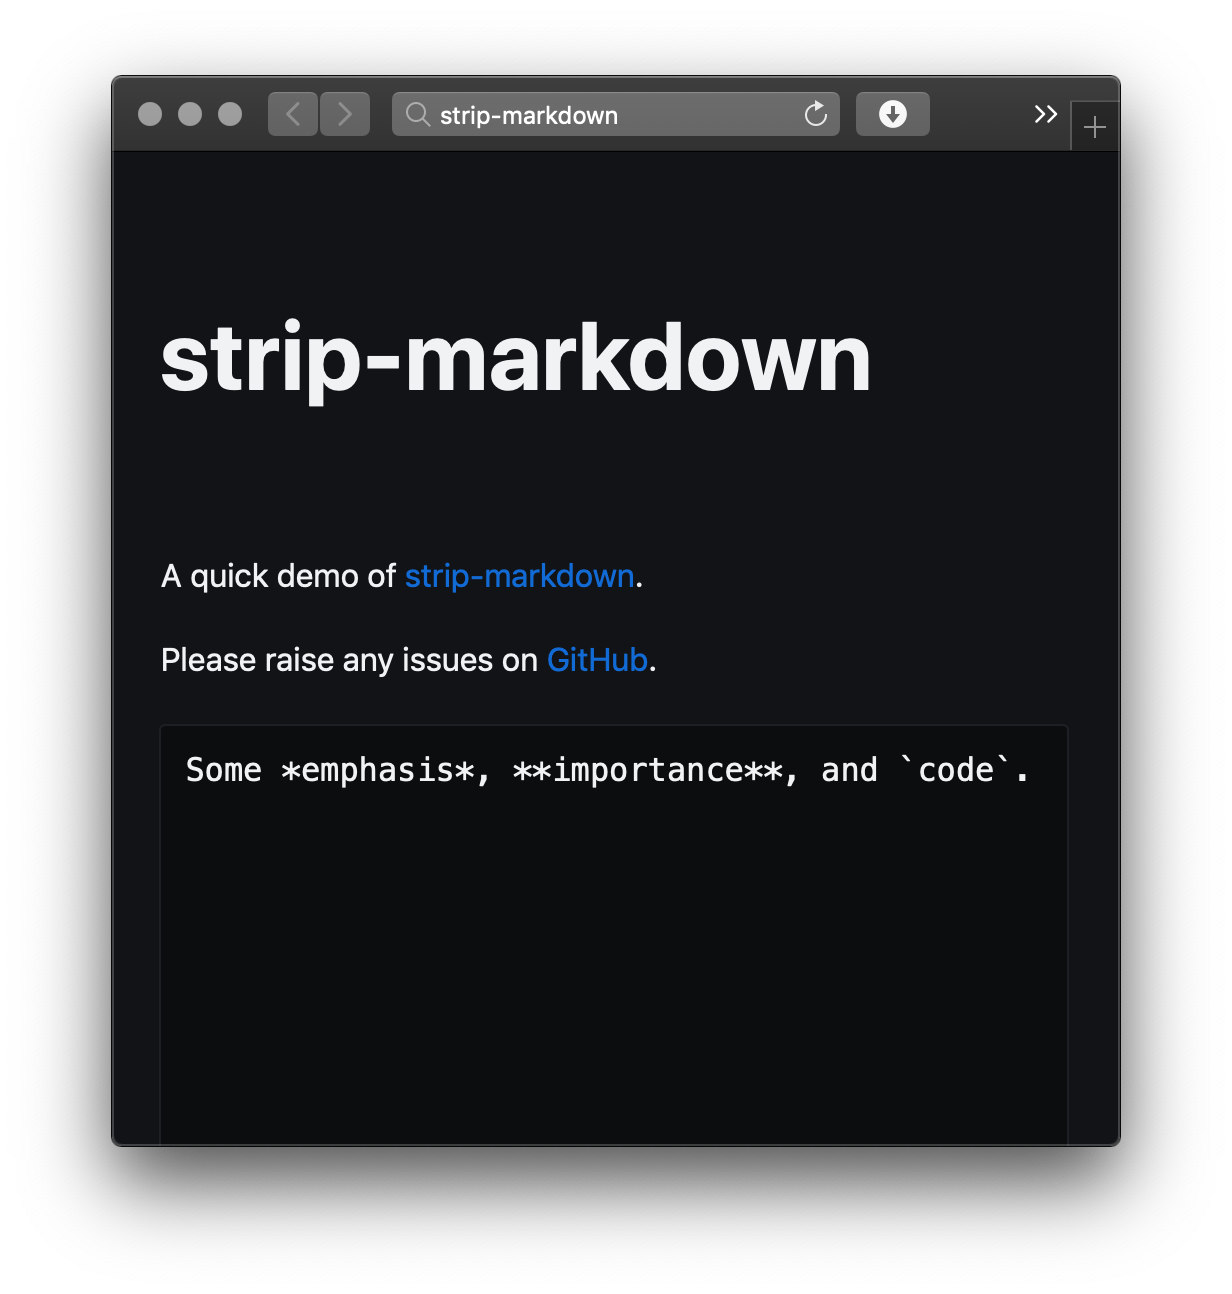 strip-markdown
strip-markdown
A quick demo of strip-markdown.
Please raise any issues on GitHub.
Some *emphasis*, **importance**, and `code`.